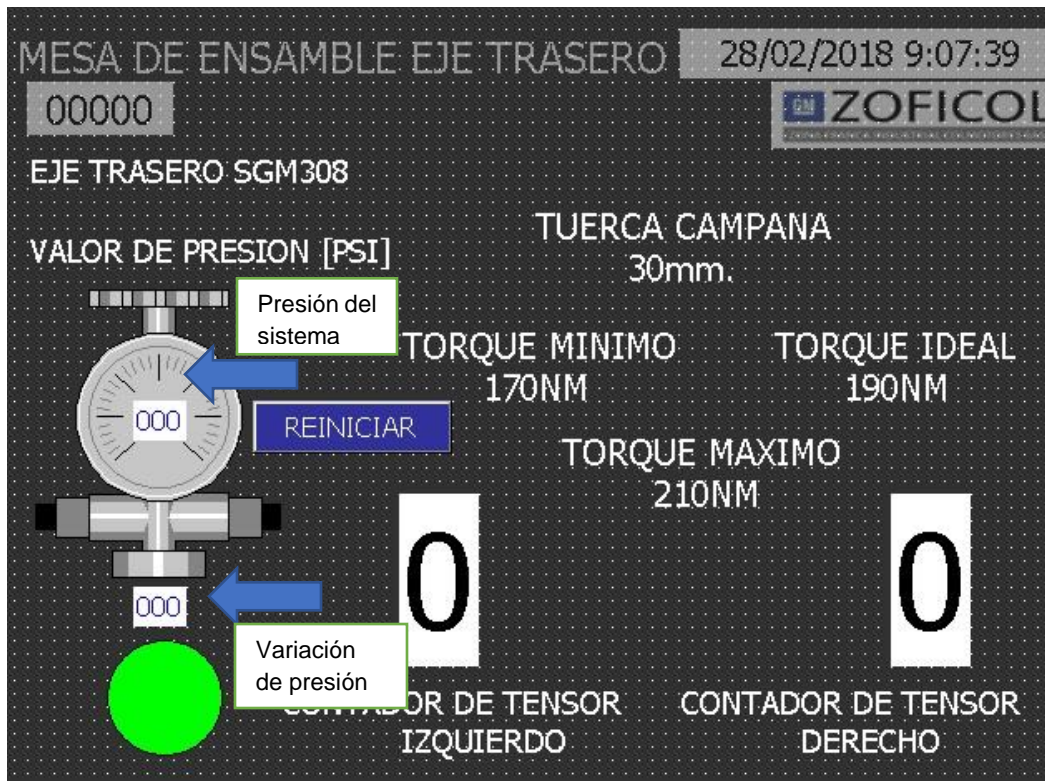 MESA DE ENSAMBLE EJE TRASERO
28/02/2018 9:07:39
00000
GM ZOFICOL
EJE TRASERO SGM308
VALOR DE PRESION [PSI]
TUERCA CAMPANA
30mm.
Presión del
sistema
TORQUE MINIMO
170NM
TORQUE IDEAL
190NM
000
REINICIAR
TORQUE MAXIMO
210NM
0
0
000
Variación
de presión
CONTADOR DE TENSOR
IZQUIERDO
CONTADOR DE TENSOR
DERECHO